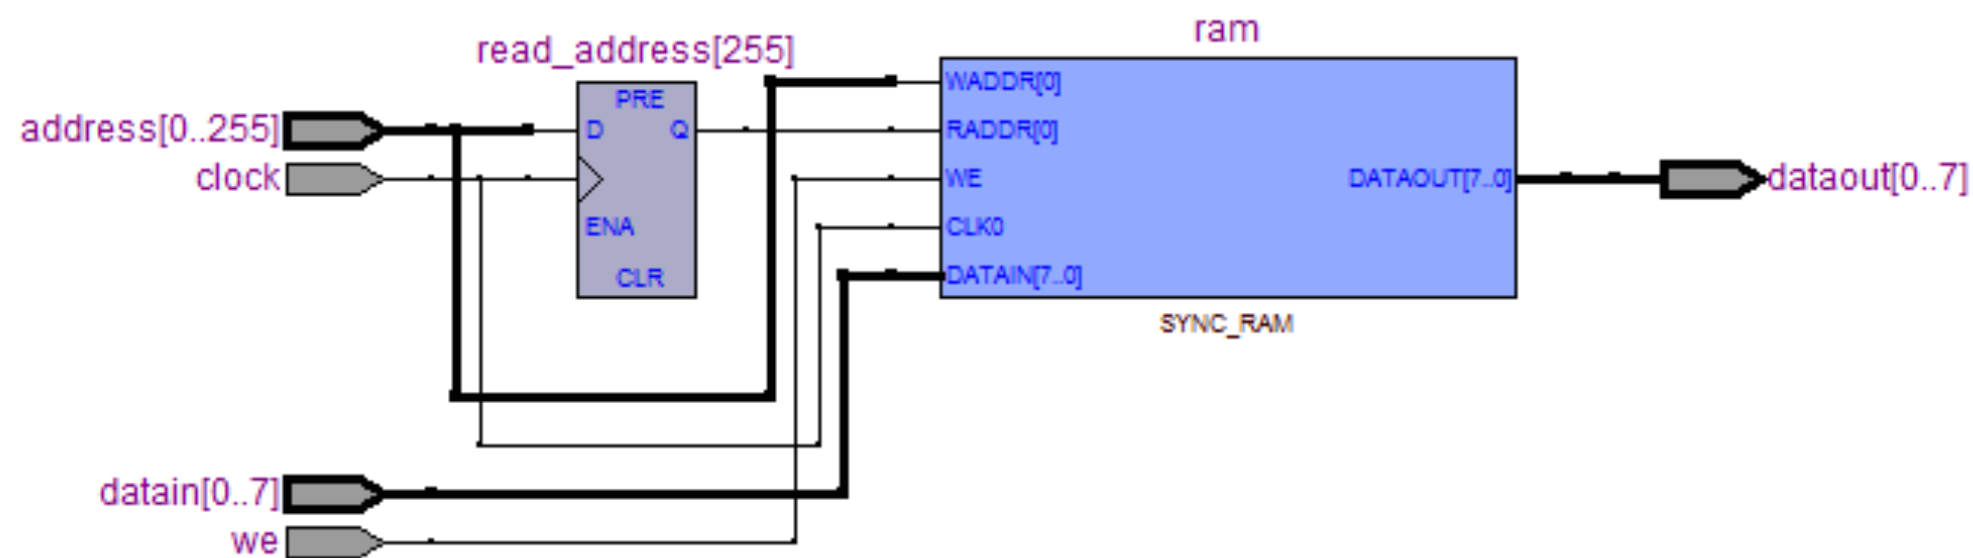 ram
read_address[255]
PRE
WADDR[0]
address[0..255]
D
Q
RADDR[0]
clock
WE
DATAOUT[7..0]
dataout[0..7]
ENA
CLK0
CLR
DATAIN[7..0]
SYNC_RAM
datain[0..7]
we